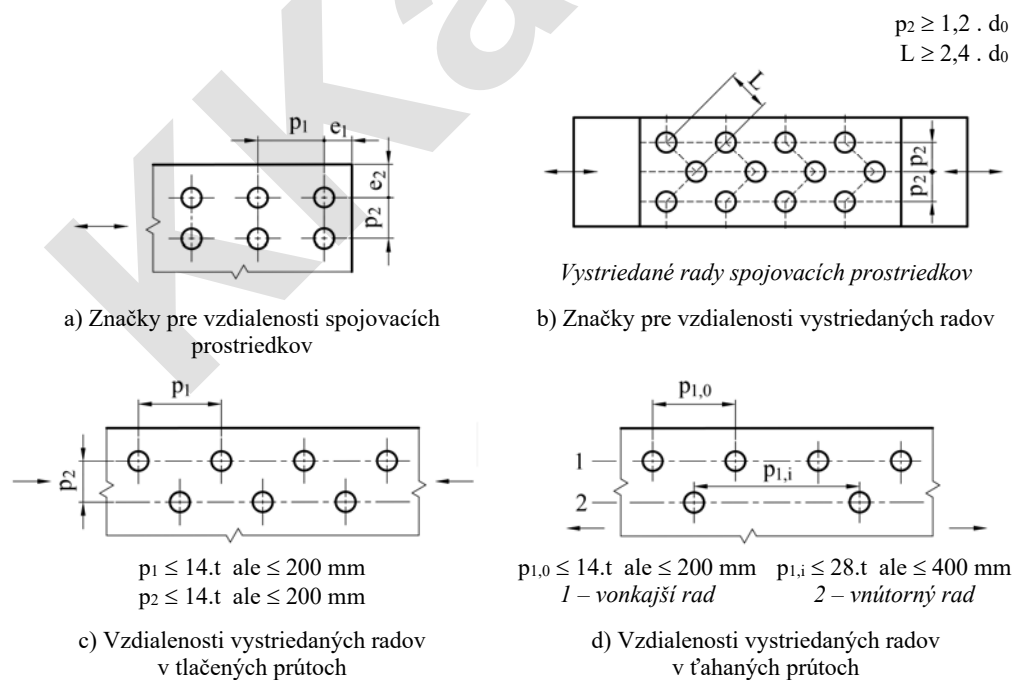 p2 ≥ 1,2 . d0
L ≥ 2,4 . d0
KKa
p1
e1
e2
p2
L
p2
p2
Vystriedané rady spojovacích prostriedkov
a) Značky pre vzdialenosti spojovacích
prostriedkov
b) Značky pre vzdialenosti vystriedaných radov
p1
p2
p1 ≤ 14.t ale ≤ 200 mm
p2 ≤ 14.t ale ≤ 200 mm
c) Vzdialenosti vystriedaných radov
v tlačených prútoch
p1,0
1
p1,i
2
p1,0 ≤ 14.t ale ≤ 200 mm p1,i ≤ 28.t ale ≤ 400 mm
1 – vonkajší rad 2 – vnútorný rad
d) Vzdialenosti vystriedaných radov
v ťahaných prútoch